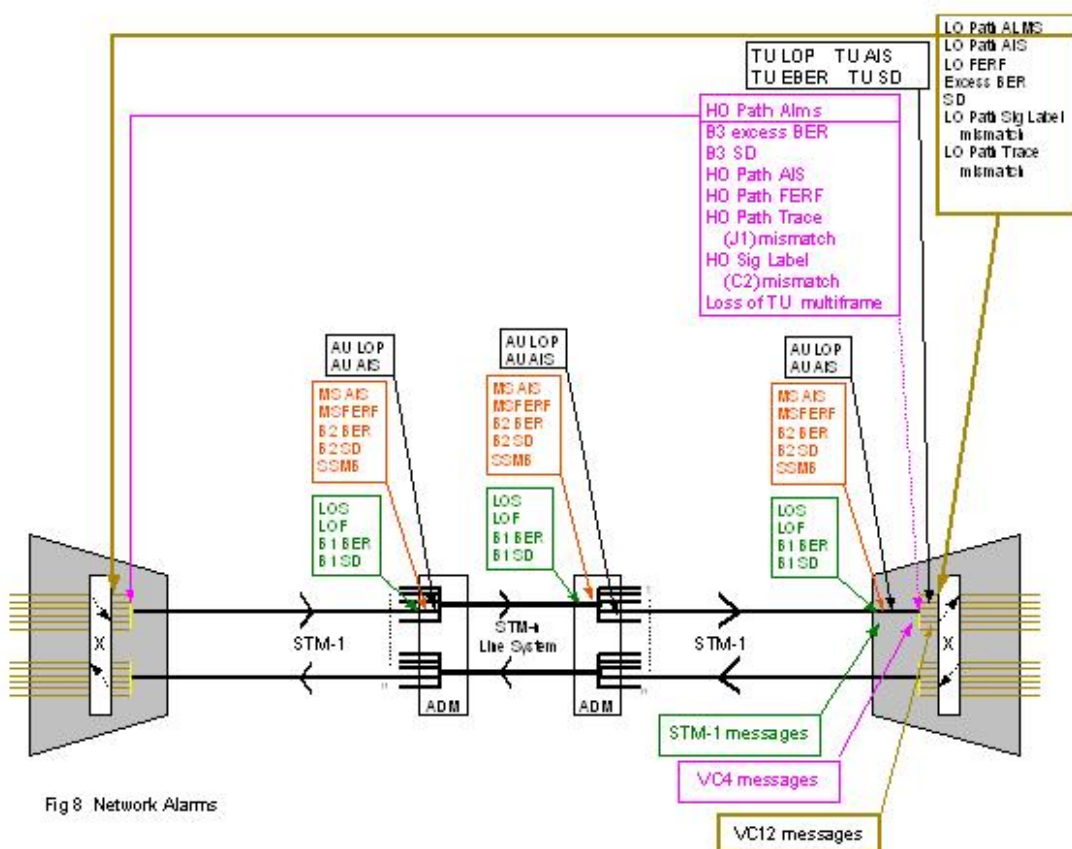 LO Path ALMS
LO Path AIS
LO FERF
Excess BER
SD
LO Path Sig Label
mismatch
LO Path Trace
mismatch
TU LOP TU AIS
TU EBER TU SD
HO Path Alms
B3 excess BER
B3 SD
HO Path AIS
HO Path FERF
HO Path Trace
(J1) mismatch
HO Sig Label
(C2) mismatch
Loss of TU multiframe
AU LOP
AU AIS
MS AIS
MSFERF
B2 BER
B2 SD
SSMB
LOS
LOF
B1 BER
B1 SD
AU LOP
AU AIS
MS AIS
MSFERF
B2 BER
B2 SD
SSMB
LOS
LOF
B1 BER
B1 SD
AU LOP
AU AIS
MS AIS
MSFERF
B2 BER
B2 SD
SSMB
LOS
LOF
B1 BER
B1 SD
X
STM-1
STM-n
Line System
STM-1
X
ADM
ADM
STM-1 messages
VC4 messages
VC12 messages
Fig 8 Network Alarms